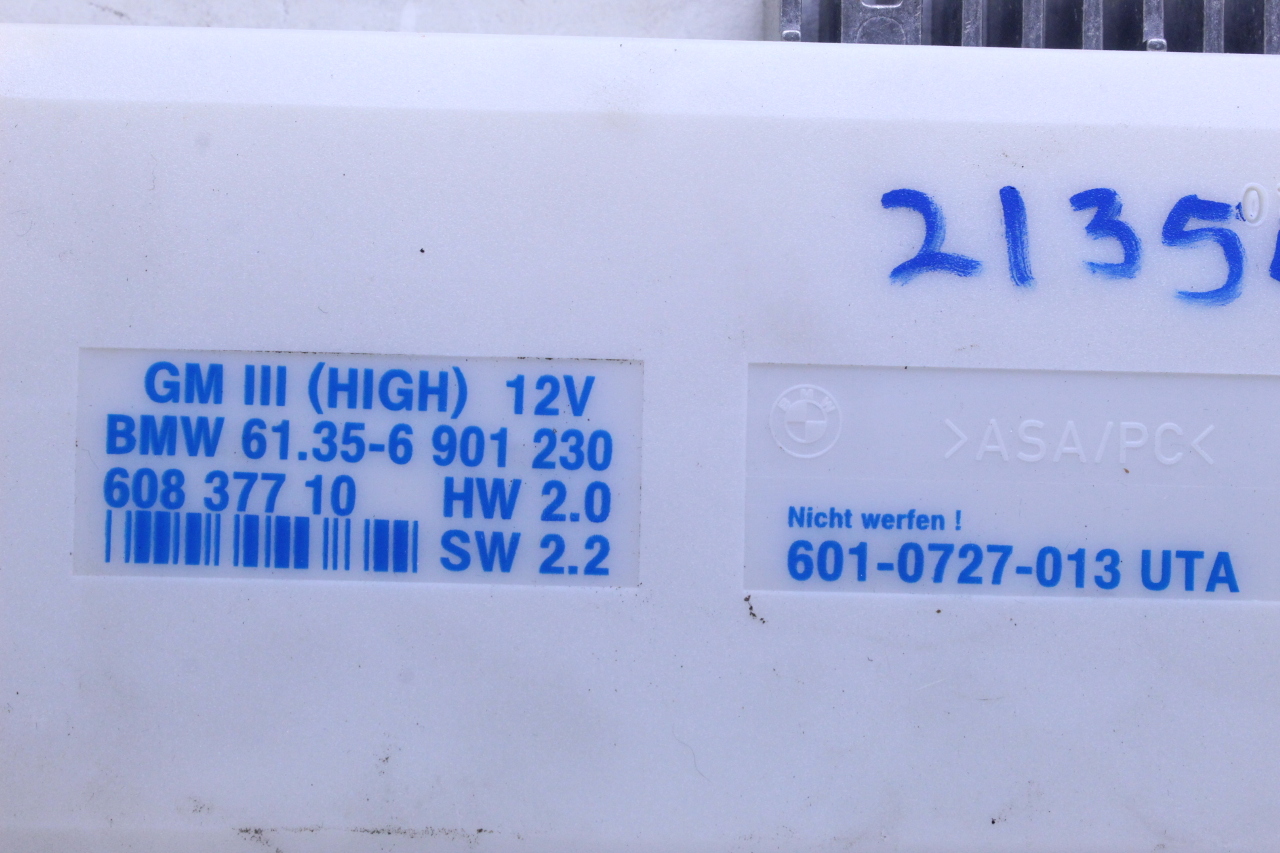 2135
GM III (HIGH) 12V
BMW 61.35-6 901 230
608 377 10 HW 2.0
SW 2.2
>ASA/PC<
Nicht werfen !
601-0727-013 UTA